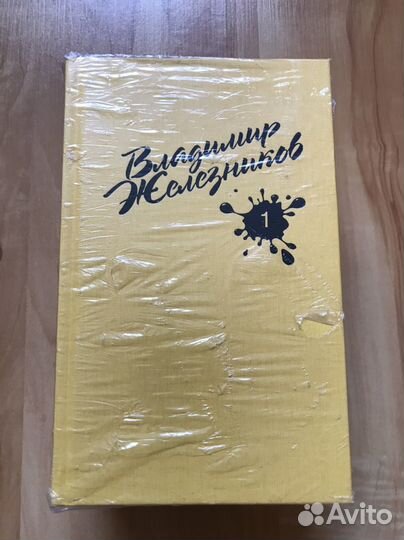 Владимир
Железников
1
Avito